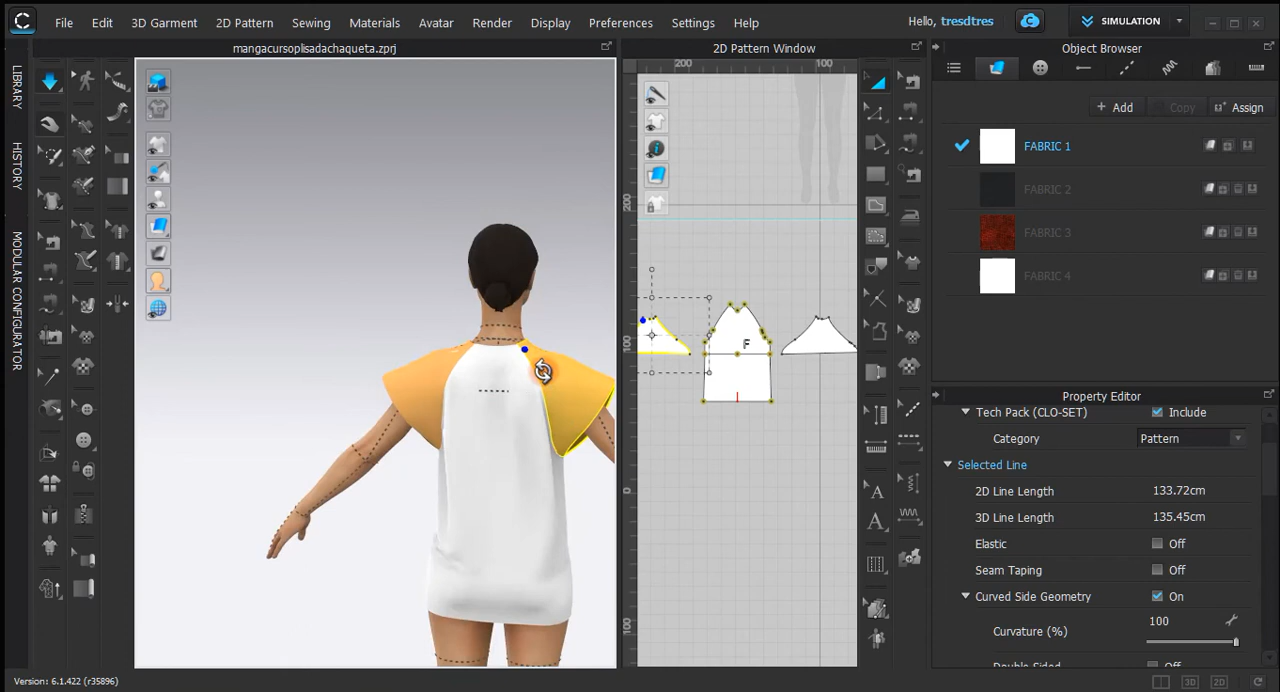 File Edit 3D Garment 2D Pattern Sewing Materials Avatar Render Display Preferences Settings Help
Hello, tresdtres
SIMULATION
mangacursoplisadachaqueta.zprj
2D Pattern Window
Object Browser
LIBRARY
HISTORY
MODULAR CONFIGURATOR
200 100
200
100
0
100
F
A
A
3D 2D
+ Add Copy Assign
FABRIC 1
FABRIC 2
FABRIC 3
FABRIC 4
Property Editor
Tech Pack (CLO-SET) Include
Category Pattern
Selected Line
2D Line Length 133.72cm
3D Line Length 135.45cm
Elastic Off
Seam Taping Off
Curved Side Geometry On
Curvature (%) 100
Double Sided Off
Version: 6.1.422 (r35896)